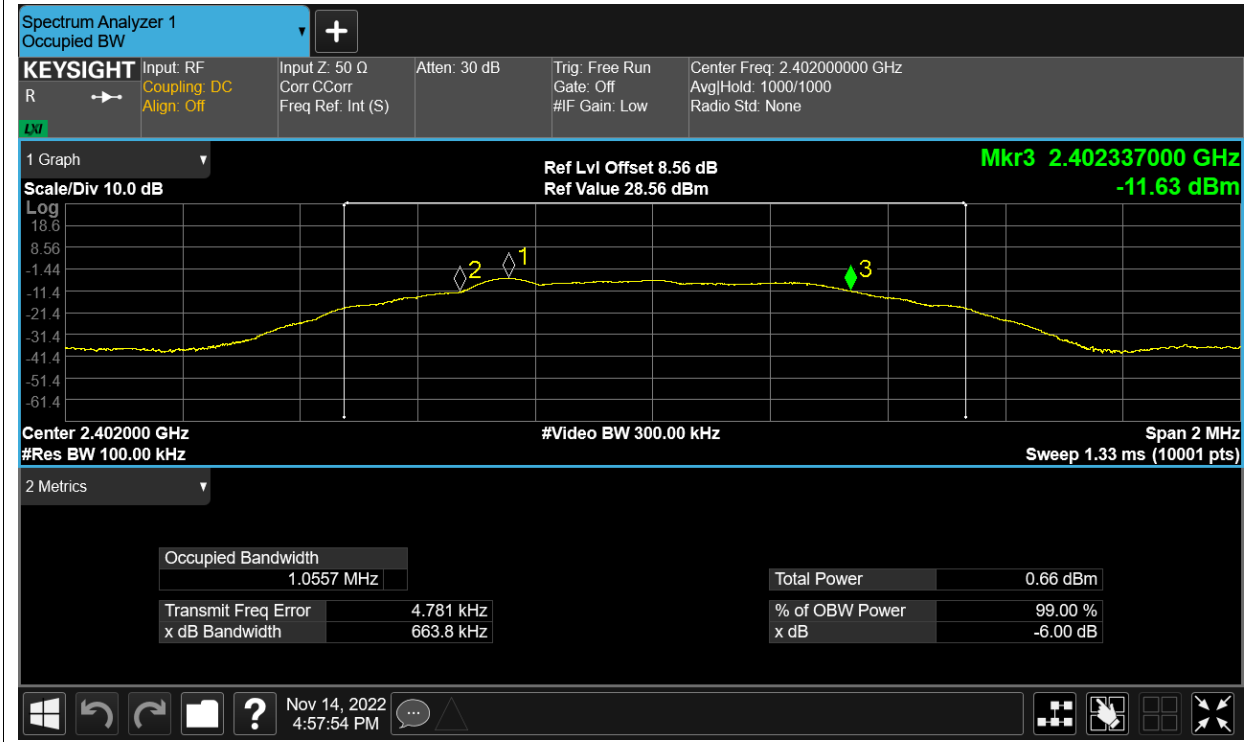 Spectrum Analyzer 1
Occupied BW
+
KEYSIGHT Input: RF Input Z: 50 Ω Atten: 30 dB Trig: Free Run Center Freq: 2.402000000 GHz
R Coupling: DC Corr CCorr Gate: Off Avg|Hold: 1000/1000
Align: Off Freq Ref: Int (S) #IF Gain: Low Radio Std: None
LXI
1 Graph Ref Lvl Offset 8.56 dB Mkr3 2.402337000 GHz
Scale/Div 10.0 dB Ref Value 28.56 dBm -11.63 dBm
Log
18.6
8.56
-1.44
-11.4
-21.4
-31.4
-41.4
-51.4
-61.4
2 1 3
Center 2.402000 GHz #Video BW 300.00 kHz Span 2 MHz
#Res BW 100.00 kHz Sweep 1.33 ms (10001 pts)
2 Metrics
Occupied Bandwidth
1.0557 MHz Total Power 0.66 dBm
Transmit Freq Error 4.781 kHz % of OBW Power 99.00 %
x dB Bandwidth 663.8 kHz x dB -6.00 dB
? Nov 14, 2022
4:57:54 PM